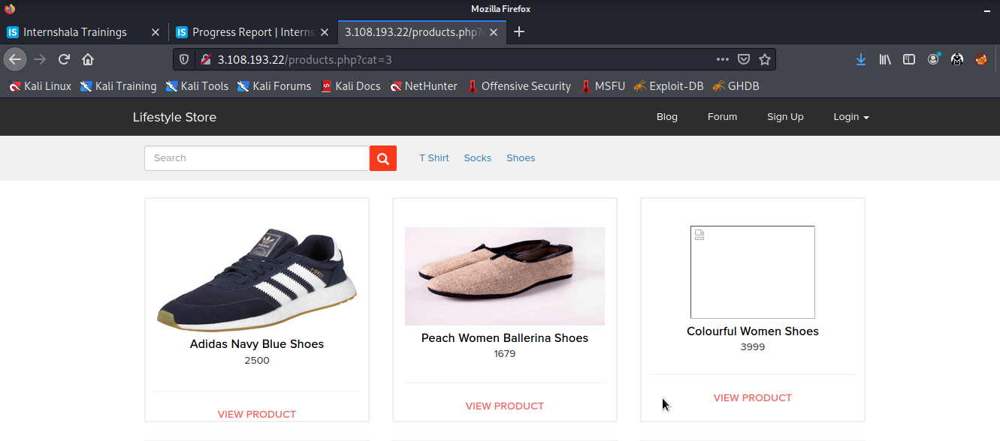 Mozilla Firefox
Internshala Trainings
Progress Report | Interns
3.108.193.22/products.php?
3.108.193.22/products.php?cat=3
Kali Linux Kali Training Kali Tools Kali Forums Kali Docs NetHunter Offensive Security MSFU Exploit-DB GHDB
Lifestyle Store Blog Forum Sign Up Login
Search T Shirt Socks Shoes
Adidas Navy Blue Shoes
2500
VIEW PRODUCT
Peach Women Ballerina Shoes
1679
VIEW PRODUCT
Colourful Women Shoes
3999
VIEW PRODUCT